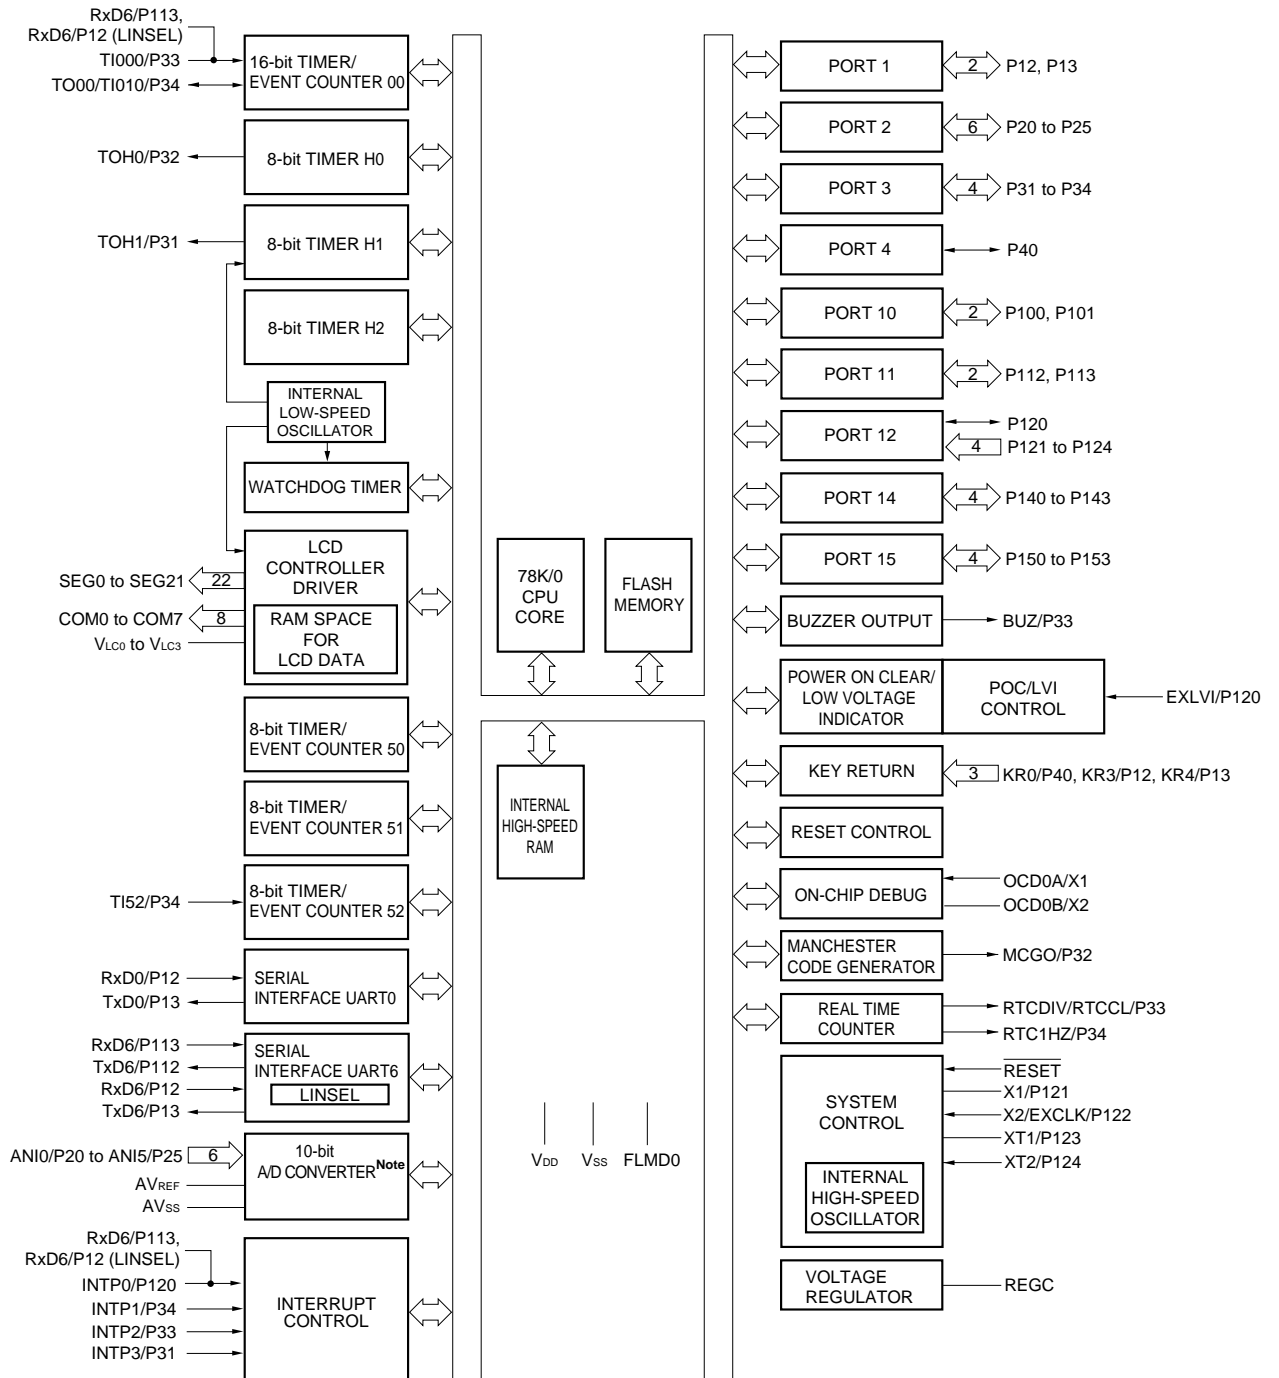 RxD6/P113,
RxD6/P12 (LINSEL)
TI000/P33
TO00/TI010/P34
16-bit TIMER/
EVENT COUNTER 00
TOH0/P32
8-bit TIMER H0
TOH1/P31
8-bit TIMER H1
8-bit TIMER H2
INTERNAL
LOW-SPEED
OSCILLATOR
WATCHDOG TIMER
LCD
CONTROLLER
DRIVER
SEG0 to SEG21
22
COM0 to COM7
8
VLC0 to VLC3
RAM SPACE
FOR
LCD DATA
8-bit TIMER/
EVENT COUNTER 50
8-bit TIMER/
EVENT COUNTER 51
TI52/P34
8-bit TIMER/
EVENT COUNTER 52
RxD0/P12
TxD0/P13
SERIAL
INTERFACE UART0
RxD6/P113
TxD6/P112
RxD6/P12
TxD6/P13
SERIAL
INTERFACE UART6
LINSEL
ANI0/P20 to ANI5/P25
6
AVREF
AVSS
10-bit
A/D CONVERTER Note
RxD6/P113,
RxD6/P12 (LINSEL)
INTP0/P120
INTP1/P34
INTP2/P33
INTP3/P31
INTERRUPT
CONTROL
78K/0
CPU
CORE
FLASH
MEMORY
INTERNAL
HIGH-SPEED
RAM
VDD
VSS
FLMD0
PORT 1
2
P12, P13
PORT 2
6
P20 to P25
PORT 3
4
P31 to P34
PORT 4
P40
PORT 10
2
P100, P101
PORT 11
2
P112, P113
PORT 12
P120
4
P121 to P124
PORT 14
4
P140 to P143
PORT 15
4
P150 to P153
BUZZER OUTPUT
BUZ/P33
POWER ON CLEAR/
LOW VOLTAGE
INDICATOR
POC/LVI
CONTROL
EXLVI/P120
KEY RETURN
3
KR0/P40, KR3/P12, KR4/P13
RESET CONTROL
ON-CHIP DEBUG
OCD0A/X1
OCD0B/X2
MANCHESTER
CODE GENERATOR
MCGO/P32
REAL TIME
COUNTER
RTCDIV/RTCCL/P33
RTC1HZ/P34
SYSTEM
CONTROL
RESET
X1/P121
X2/EXCLK/P122
XT1/P123
XT2/P124
INTERNAL
HIGH-SPEED
OSCILLATOR
VOLTAGE
REGULATOR
REGC